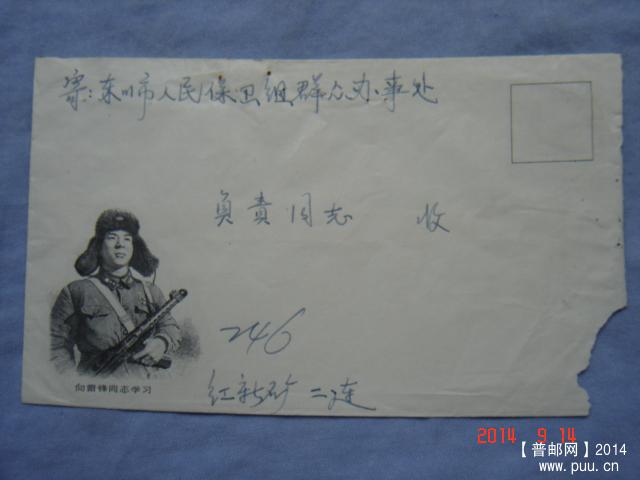 寄:东川市人民保卫组群众办事处
负责同志 收
246
红新矿二连
向雷锋同志学习
2014 9 14
【普邮网】2014
www.puu.cn